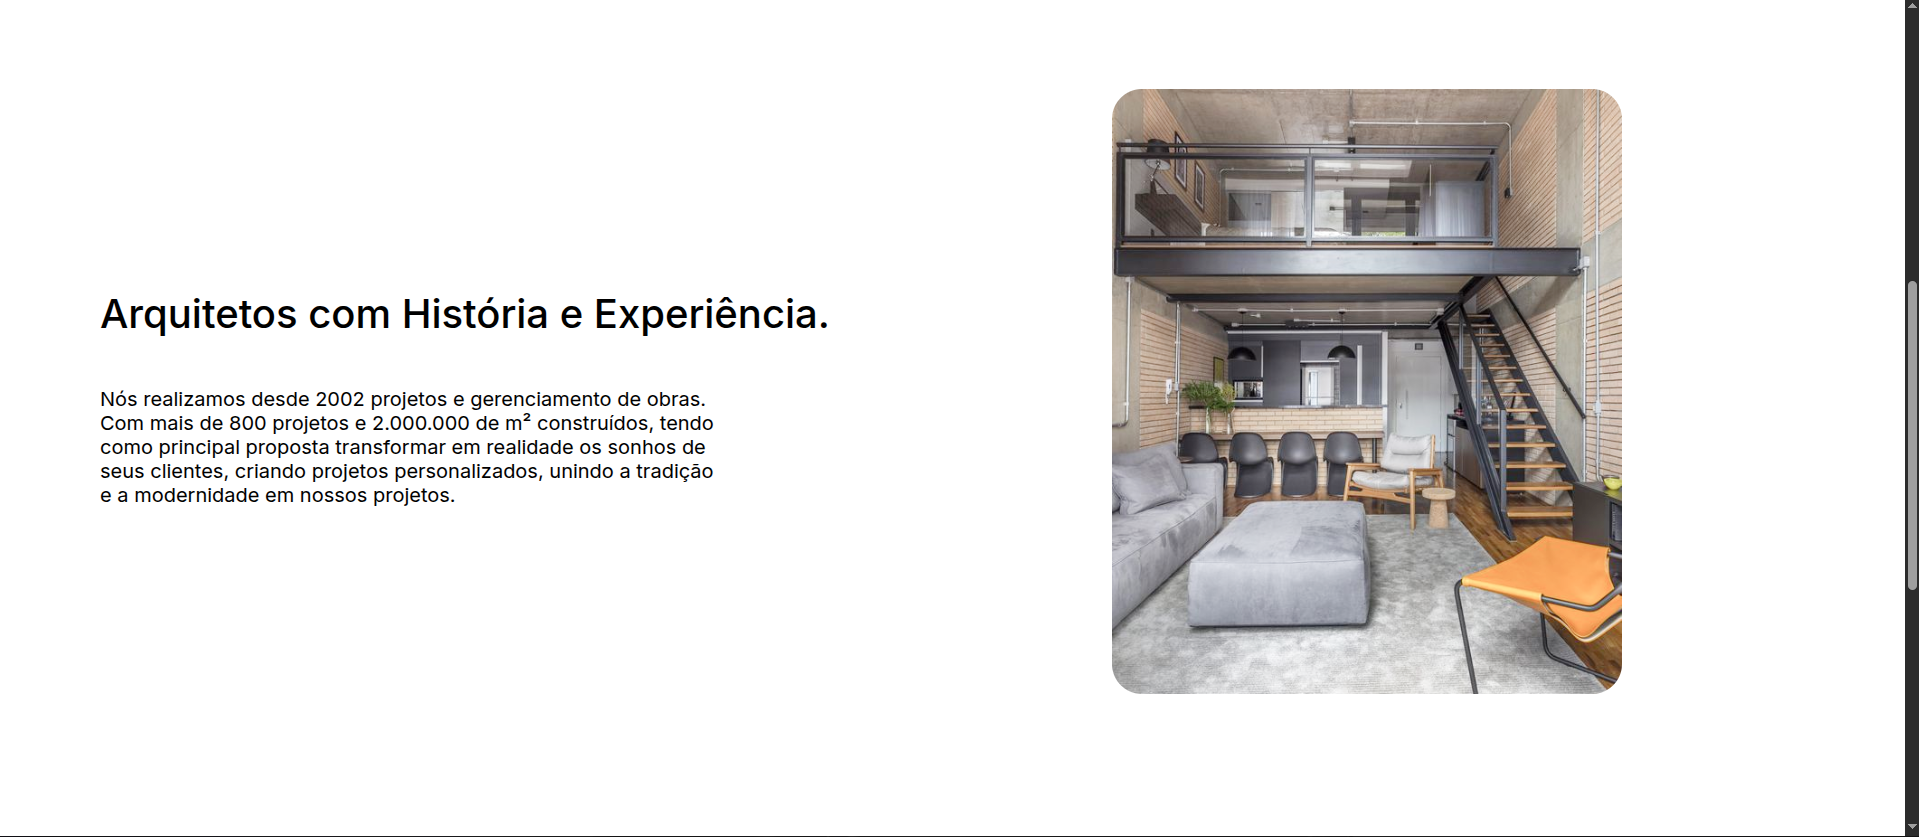 Arquitetos com História e Experiência.
Nós realizamos desde 2002 projetos e gerenciamento de obras.
Com mais de 800 projetos e 2.000.000 de m² construídos, tendo
como principal proposta transformar em realidade os sonhos de
seus clientes, criando projetos personalizados, unindo a tradição
e a modernidade em nossos projetos.